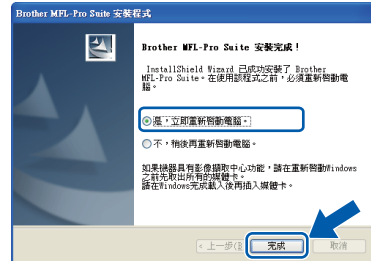 Brother MFL-Pro Suite 安裝程式
Brother MFL-Pro Suite 安裝完成！
InstallShield Wizard 已成功安裝了 Brother
MFL-Pro Suite。在使用該程式之前，必須重新啟動電
腦。
是，立即重新啟動電腦。
不，稍後再重新啟動電腦。
如果機器具有影像擷取中心功能，請在重新啟動Windows
之前先取出所有的媒體卡。
請在Windows完成載入後再插入媒體卡。
< 上一步(B
完成
取消